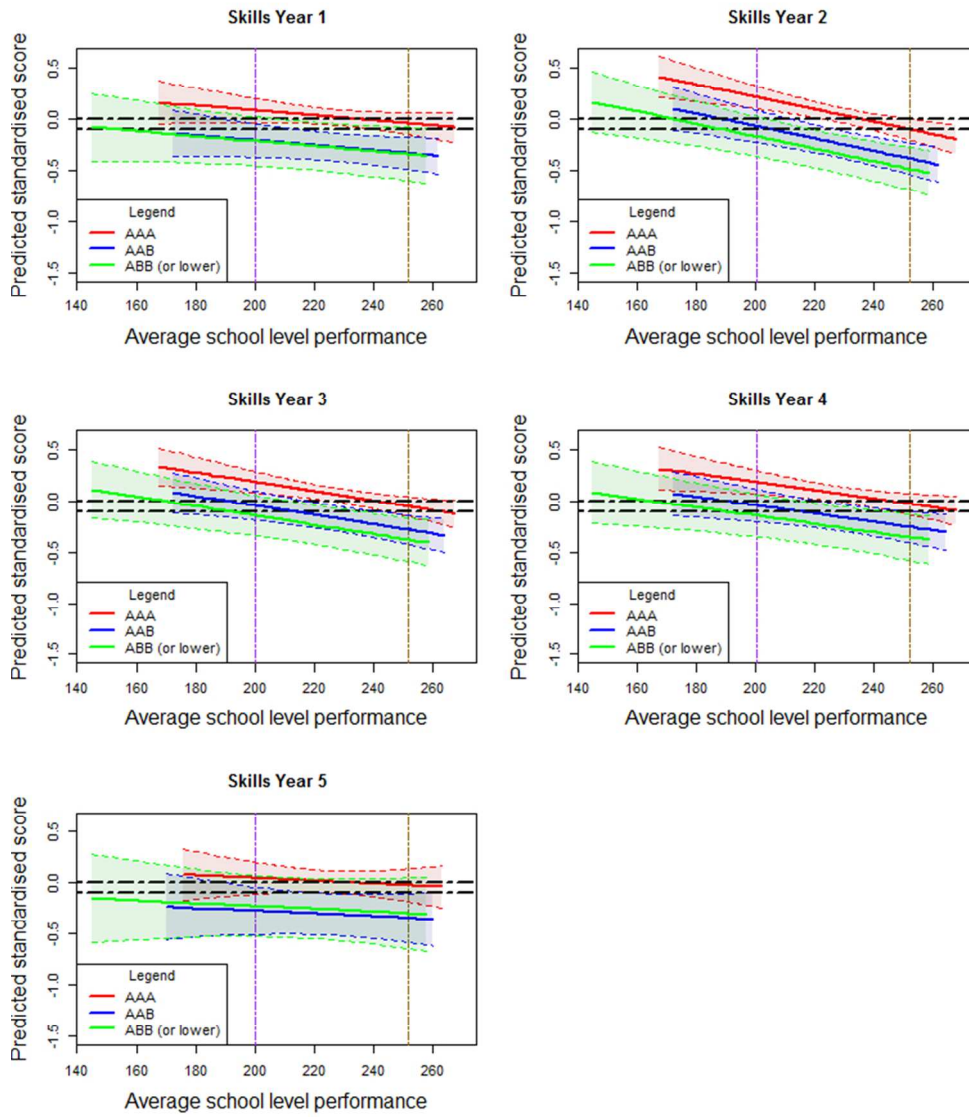 Skills Year 1
Predicted standardised score
0.5
0.0
-0.5
-1.0
-1.5
Legend
AAA
AAB
ABB (or lower)
140 160 180 200 220 240 260
Average school level performance
Skills Year 2
Predicted standardised score
0.5
0.0
-0.5
-1.0
-1.5
Legend
AAA
AAB
ABB (or lower)
140 160 180 200 220 240 260
Average school level performance
Skills Year 3
Predicted standardised score
0.5
0.0
-0.5
-1.0
-1.5
Legend
AAA
AAB
ABB (or lower)
140 160 180 200 220 240 260
Average school level performance
Skills Year 4
Predicted standardised score
0.5
0.0
-0.5
-1.0
-1.5
Legend
AAA
AAB
ABB (or lower)
140 160 180 200 220 240 260
Average school level performance
Skills Year 5
Predicted standardised score
0.5
0.0
-0.5
-1.0
-1.5
Legend
AAA
AAB
ABB (or lower)
140 160 180 200 220 240 260
Average school level performance